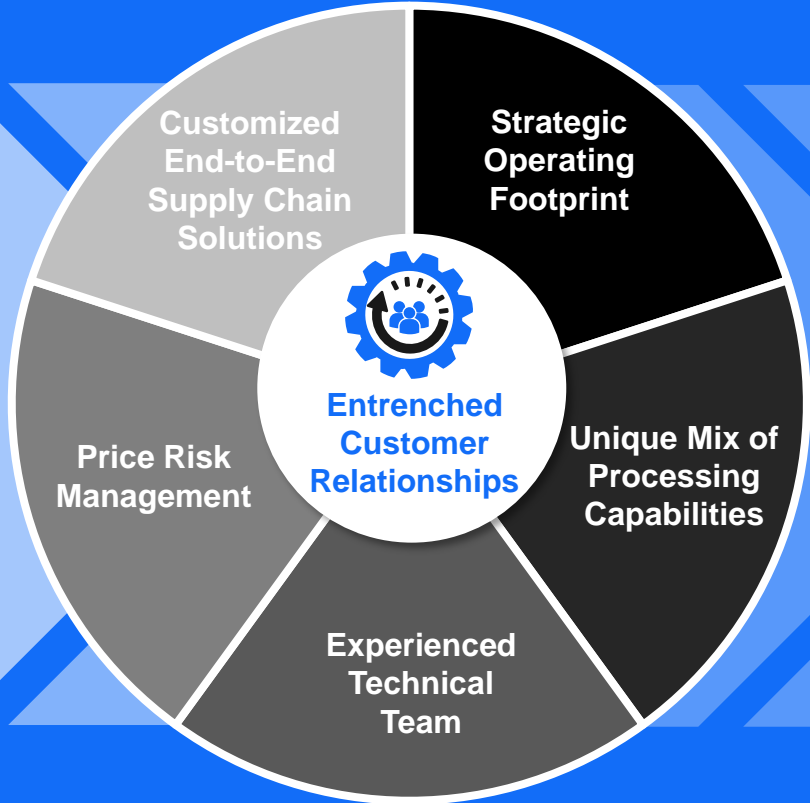 Customized
End-to-End
Supply Chain
Solutions
Strategic
Operating
Footprint
Entrenched
Customer
Relationships
Price Risk
Management
Unique Mix of
Processing
Capabilities
Experienced
Technical
Team